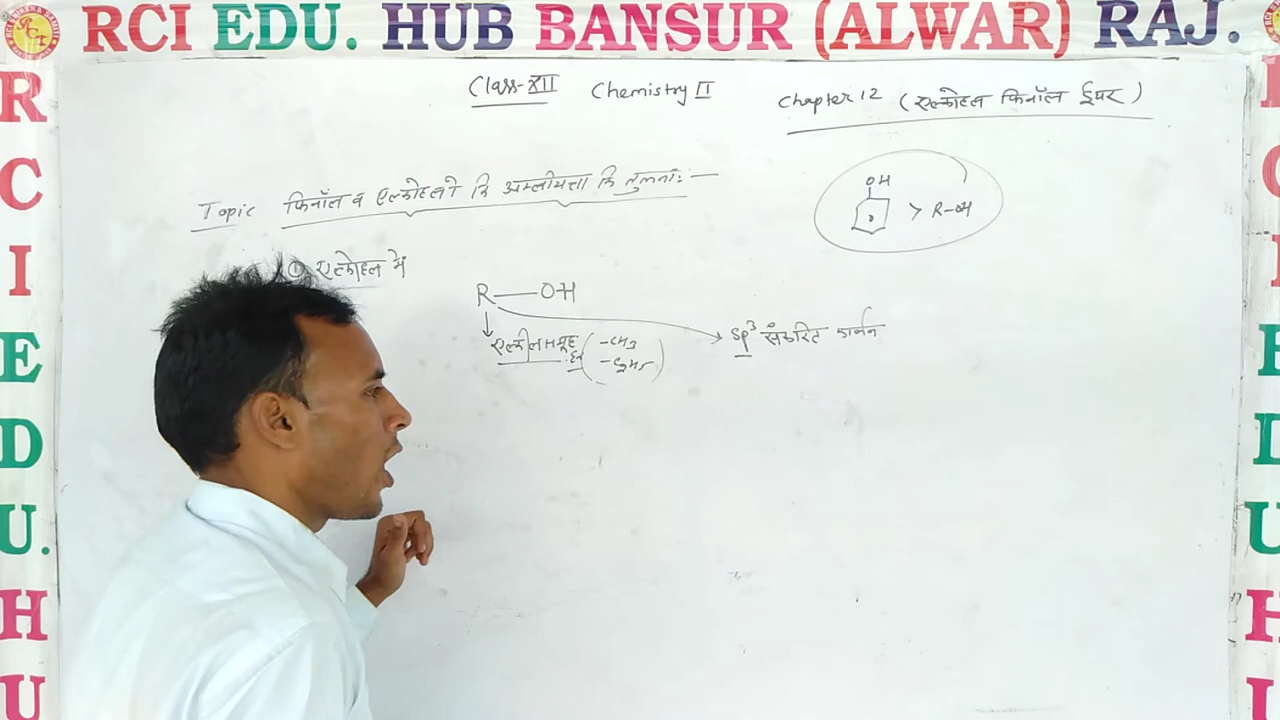 RCI EDU. HUB BANSUR (ALWAR) RAJ.
Class-XII Chemistry II Chapter 12 (एल्कोहल फिनॉल ईथर)
Topic फिनॉल व एल्कोहलो कि अम्लीयता कि तुलना:-
OH
> R-OH
① एल्कोहल में
R—OH
एल्कील समूह
-CH3
-C2H5
sp3 संकरित कार्बन
R
C
I
E
D
U.
H
U